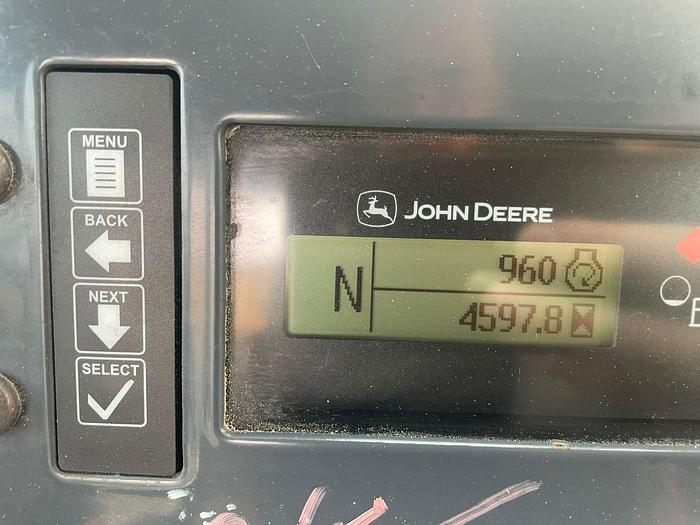 MENU
BACK
NEXT
SELECT
JOHN DEERE
N
960
4597.8